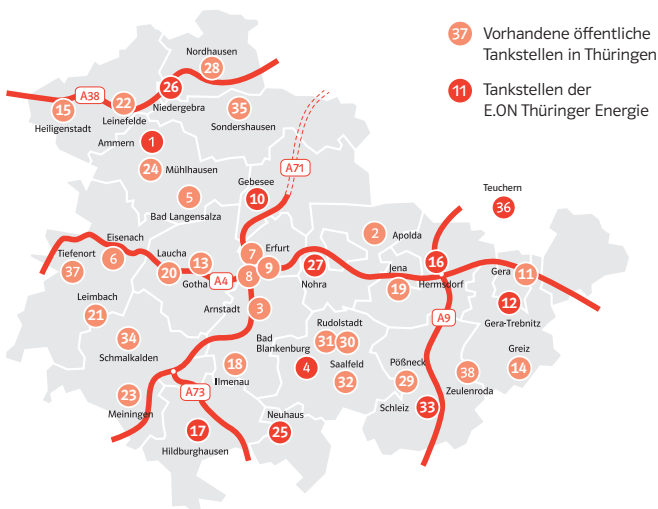 37 Vorhandene öffentliche
Tankstellen in Thüringen
11 Tankstellen der
E.ON Thüringer Energie
Nordhausen
28
A38
26
Niedergebra
22
Leinefelde
15
Heiligenstadt
35
Sondershausen
Ammern
1
24
Mühlhausen
A71
5
Bad Langensalza
Gebesee
10
Teuchern
36
Eisenach
6
Tiefenort
37
Laucha
20
13
Gotha
A4
7
Erfurt
8
9
27
Nohra
2
Apolda
Jena
19
16
Hermsdorf
Gera
11
12
Gera-Trebnitz
Leimbach
21
Arnstadt
3
A9
34
Schmalkalden
18
Ilmenau
Bad
Blankenburg
4
Rudolstadt
31
30
Saalfeld
32
Pößneck
29
38
Zeulenroda
Greiz
14
23
Meiningen
A73
17
Hildburghausen
Neuhaus
25
Schleiz
33